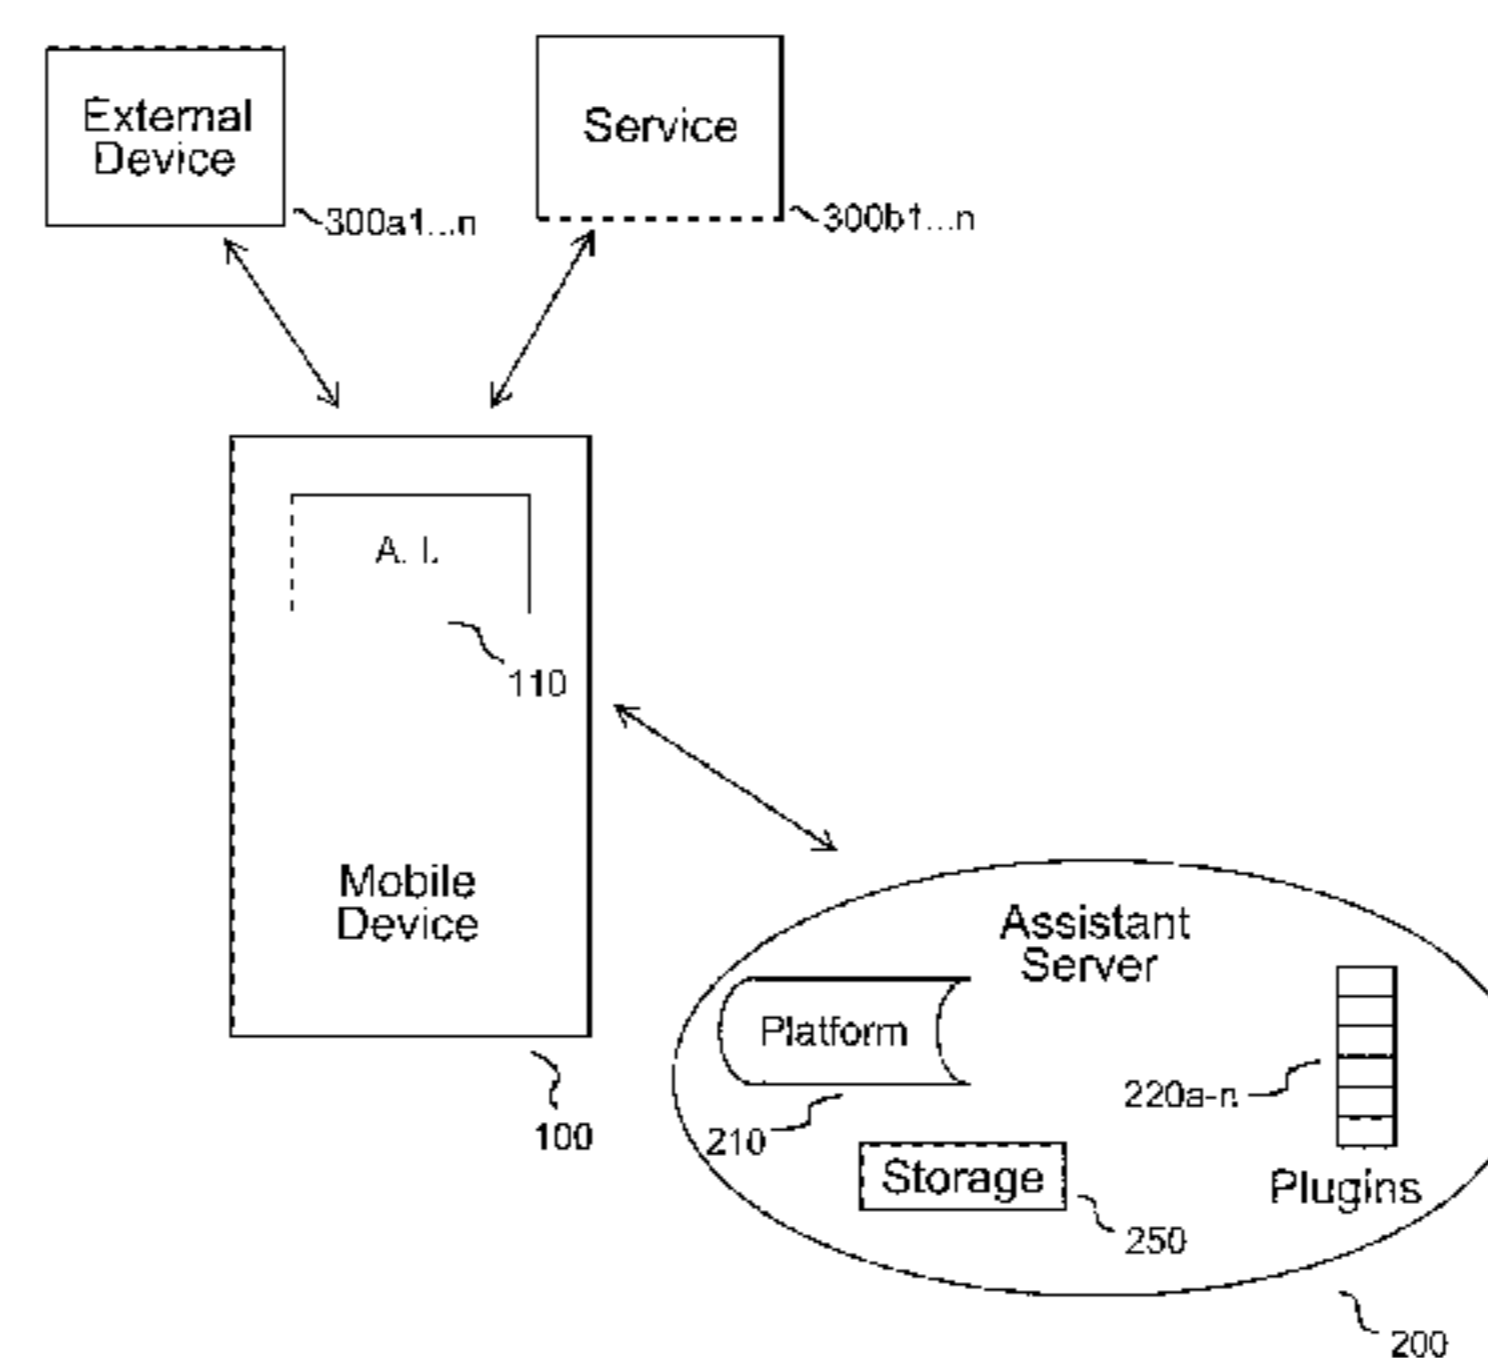 External
Device
300a1...n
Service
300b1...n
A. I.
110
Mobile
Device
100
Assistant
Server
Platform
210
220a-n
Plugins
Storage
250
200